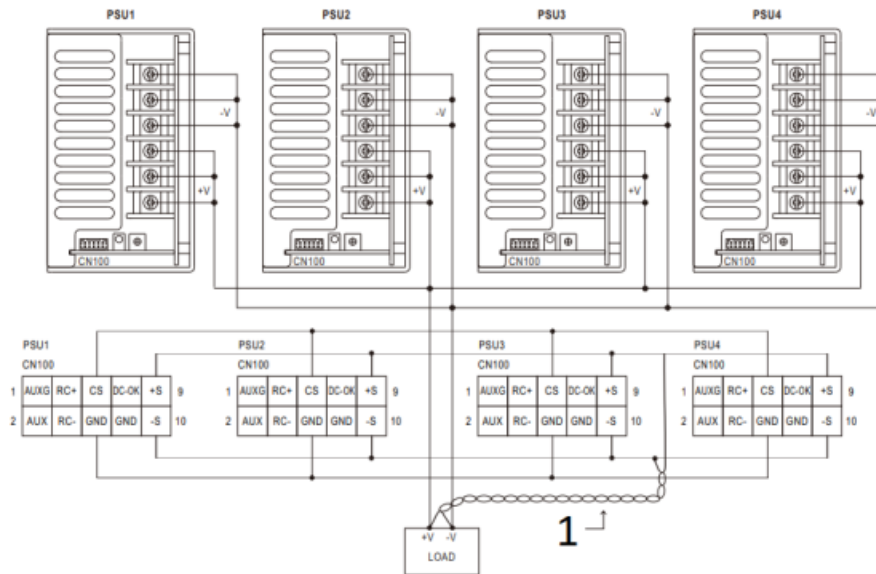 PSU1 PSU2 PSU3 PSU4
-V -V -V -V
+V +V +V +V
CN100 CN100 CN100 CN100
PSU1 PSU2 PSU3 PSU4
CN100 CN100 CN100 CN100
1 AUXG RC+ CS DC-OK +S 9 1 AUXG RC+ CS DC-OK +S 9 1 AUXG RC+ CS DC-OK +S 9 1 AUXG RC+ CS DC-OK +S 9
2 AUX RC- GND GND -S 10 2 AUX RC- GND GND -S 10 2 AUX RC- GND GND -S 10 2 AUX RC- GND GND -S 10
1
+V -V
LOAD